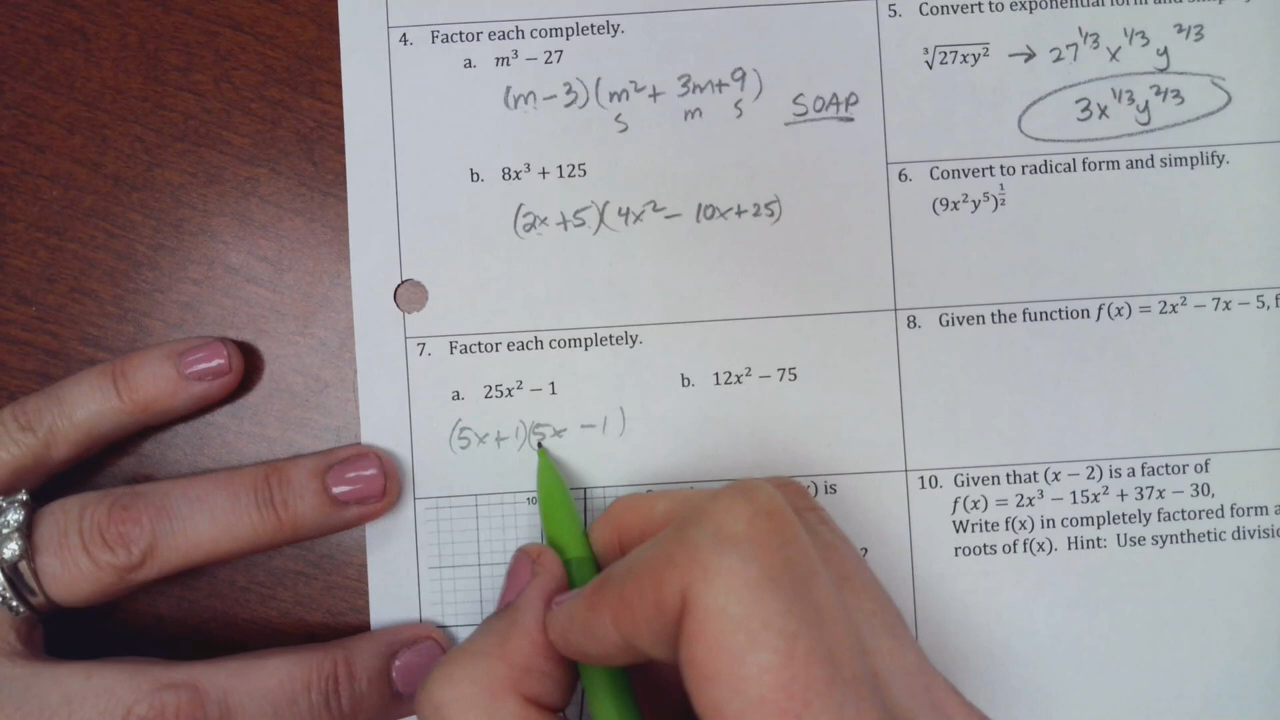 4. Factor each completely.
a. m³ − 27
(m − 3)(m² + 3m + 9)
S m S
SOAP
b. 8x³ + 125
(2x + 5)(4x² − 10x + 25)
5. Convert to exponential form and
∛27xy² → 27^1/3 x^1/3 y^2/3
3x^1/3 y^2/3
6. Convert to radical form and simplify.
(9x²y⁵)^1/2
7. Factor each completely.
a. 25x² − 1
(5x + 1)(5x − 1)
b. 12x² − 75
8. Given the function f(x) = 2x² − 7x − 5,
10
) is
?
10. Given that (x − 2) is a factor of
f(x) = 2x³ − 15x² + 37x − 30,
Write f(x) in completely factored form
roots of f(x). Hint: Use synthetic